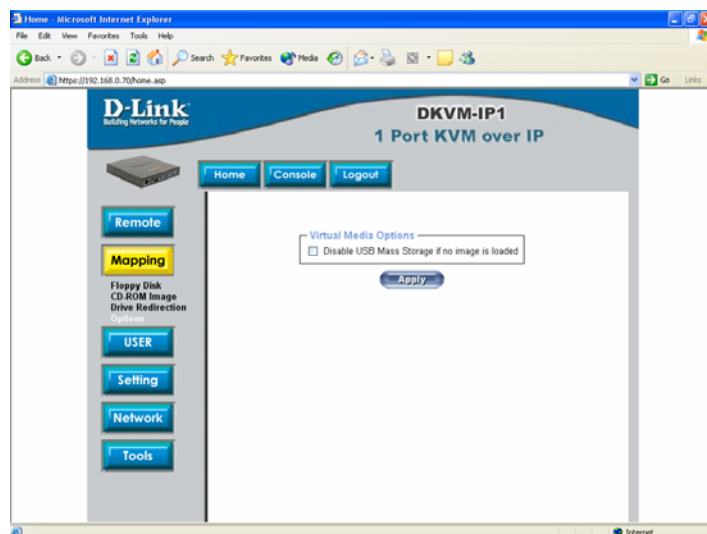 Home - Microsoft Internet Explorer
File Edit View Favorites Tools Help
Back Search Favorites Media
Address https://192.168.0.70/home.asp Go Links
D-Link
Building Networks for People
DKVM-IP1
1 Port KVM over IP
Home Console Logout
Remote
Virtual Media Options
Disable USB Mass Storage if no image is loaded
Apply
Mapping
Floppy Disk
CD-ROM Image
Drive Redirection
Options
USER
Setting
Network
Tools
Internet